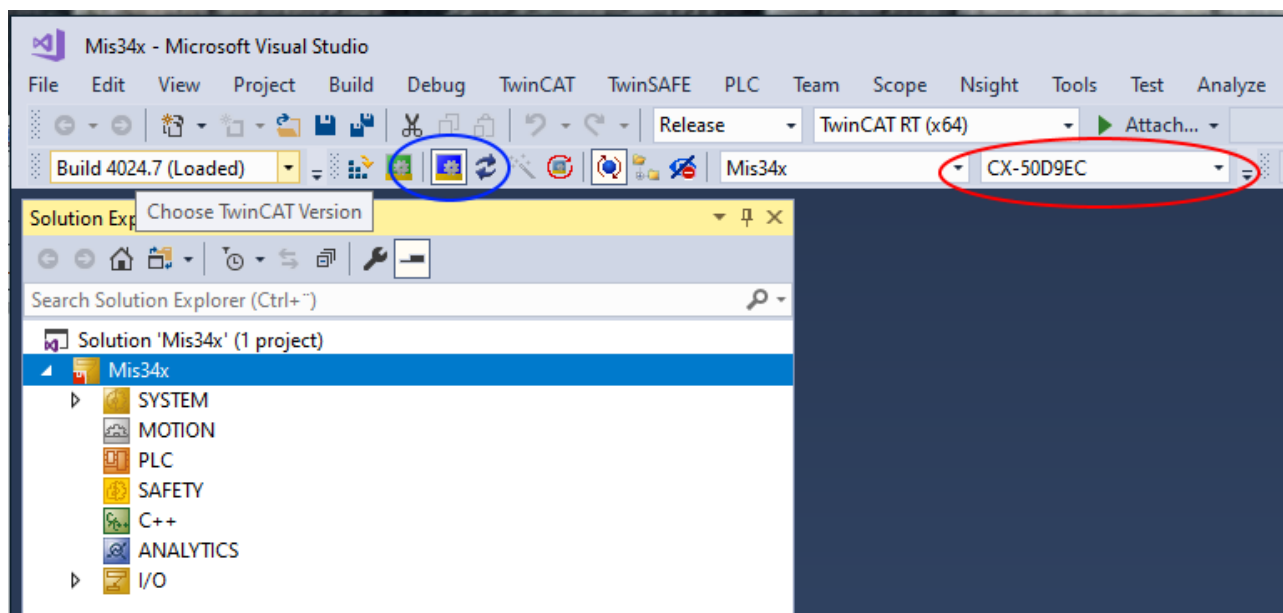 Mis34x - Microsoft Visual Studio
File Edit View Project Build Debug TwinCAT TwinSAFE PLC Team Scope Nsight Tools Test Analyze
Release TwinCAT RT (x64) Attach...
Build 4024.7 (Loaded) Mis34x CX-50D9EC
Choose TwinCAT Version
Solution Exp
Search Solution Explorer (Ctrl+¨)
Solution 'Mis34x' (1 project)
Mis34x
SYSTEM
MOTION
PLC
SAFETY
C++
ANALYTICS
I/O